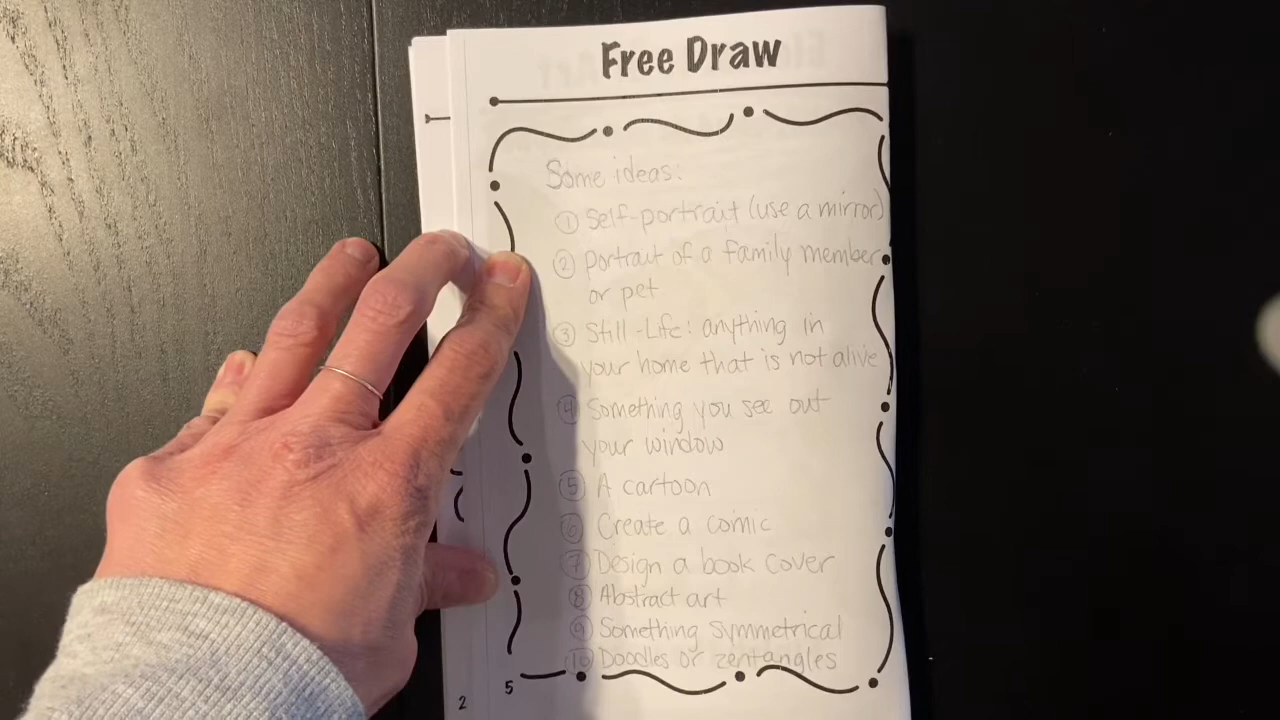 Free Draw
Some ideas:
① Self-portrait (use a mirror)
② portrait of a family member
or pet
③ Still-Life: anything in
your home that is not alive
④ Something you see out
your window
⑤ A cartoon
⑥ Create a comic
⑦ Design a book cover
⑧ Abstract art
⑨ Something symmetrical
⑩ Doodles or zentangles
5
2